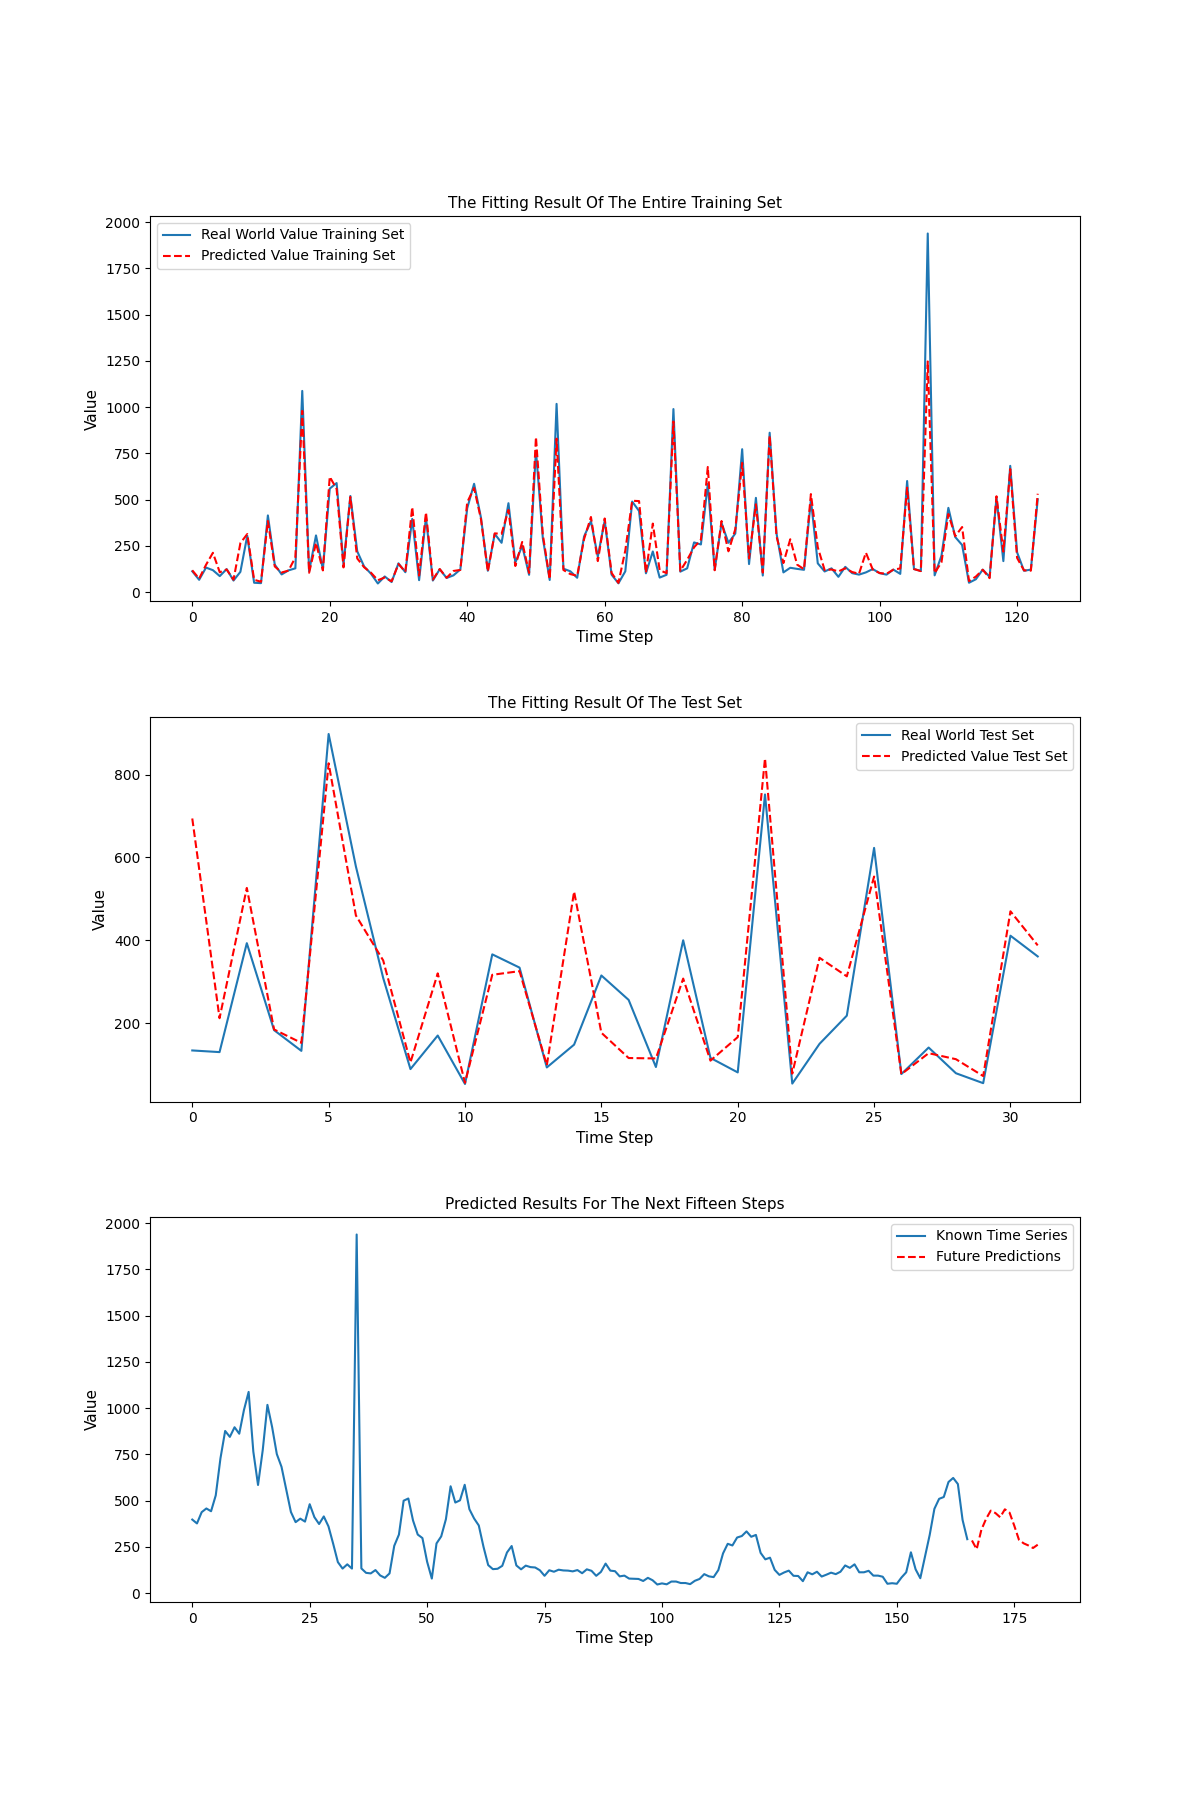 The Fitting Result Of The Entire Training Set
2000
1750
1500
1250
1000
750
500
250
0
Value
Real World Value Training Set
Predicted Value Training Set
0 20 40 60 80 100 120
Time Step
The Fitting Result Of The Test Set
800
600
400
200
Value
Real World Test Set
Predicted Value Test Set
0 5 10 15 20 25 30
Time Step
Predicted Results For The Next Fifteen Steps
2000
1750
1500
1250
1000
750
500
250
0
Value
Known Time Series
Future Predictions
0 25 50 75 100 125 150 175
Time Step